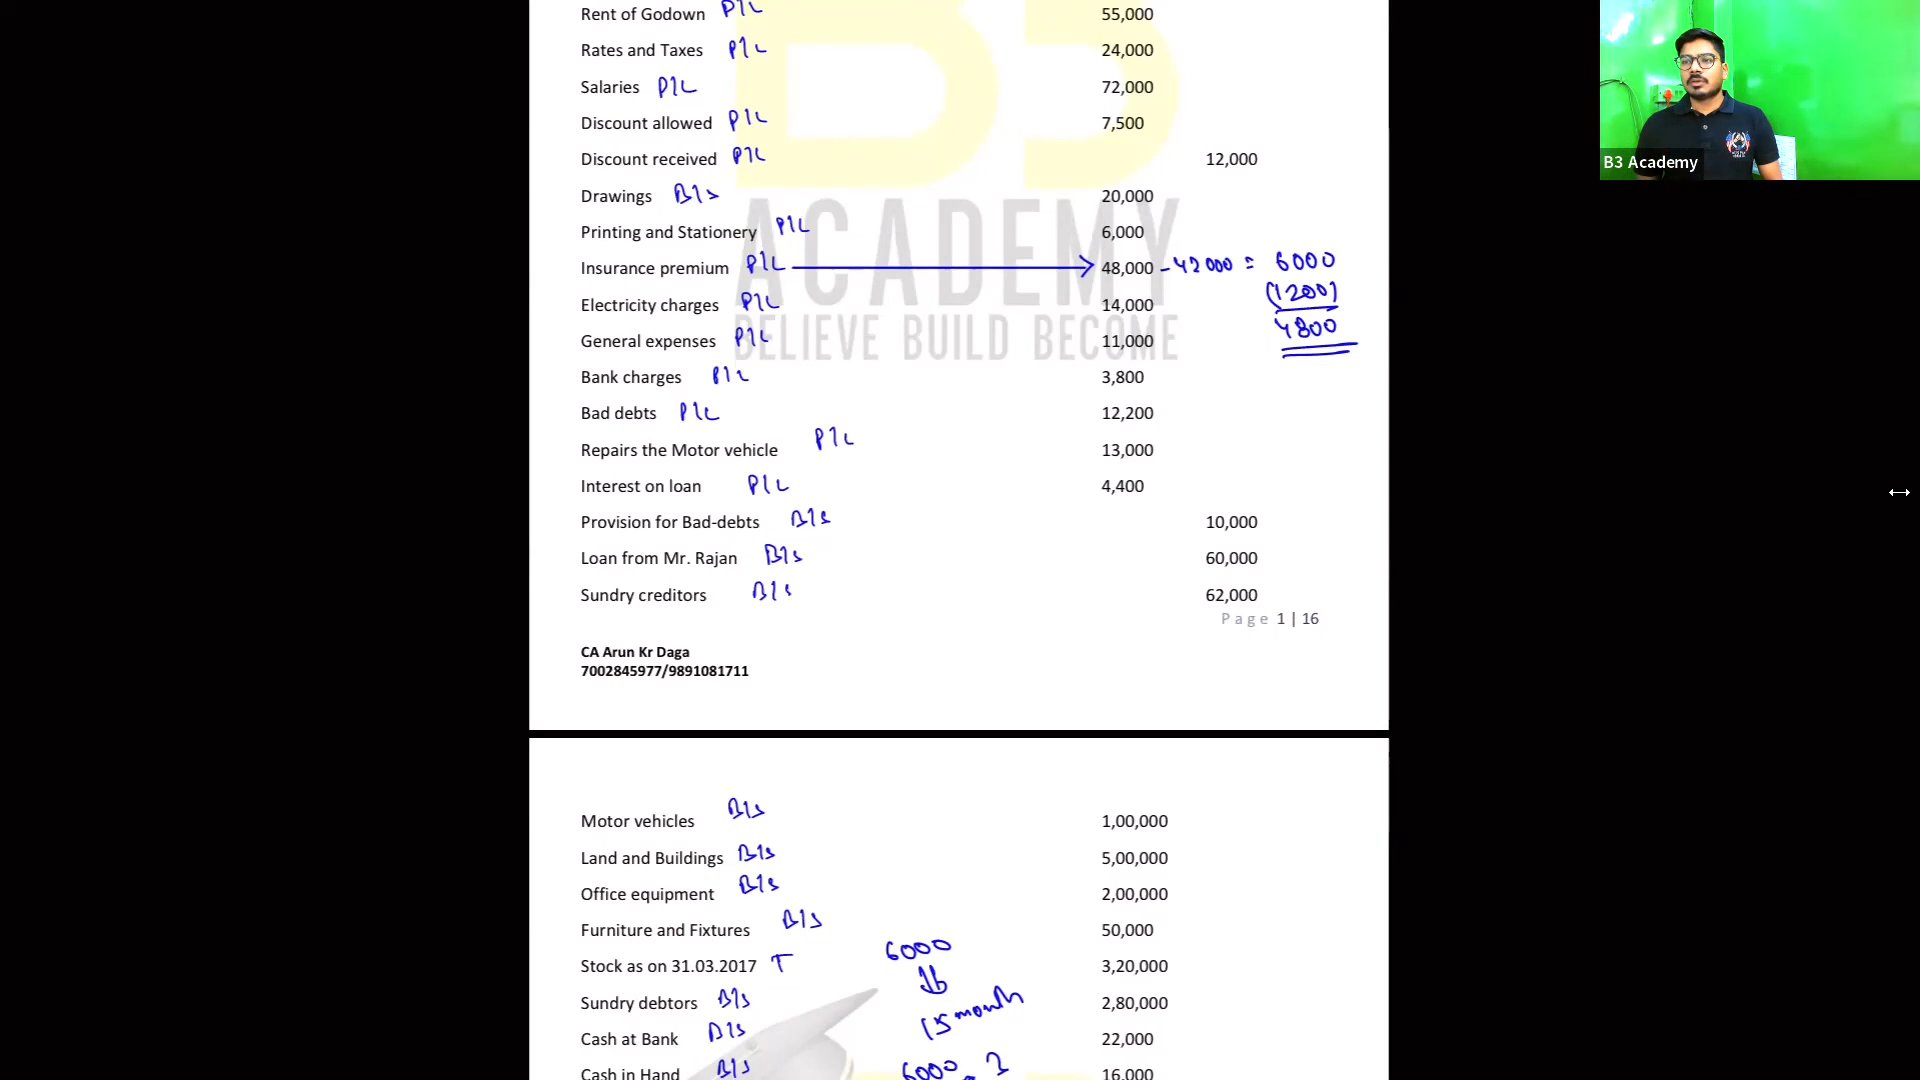 Rent of Godown P/L 55,000
Rates and Taxes P/L 24,000
Salaries P/L 72,000
Discount allowed P/L 7,500
Discount received P/L 12,000
Drawings B/s 20,000
Printing and Stationery P/L 6,000
Insurance premium P/L 48,000 - 42000 = 6000
(1200)
4800
Electricity charges P/L 14,000
General expenses P/L 11,000
Bank charges P/L 3,800
Bad debts P/L 12,200
Repairs the Motor vehicle P/L 13,000
Interest on loan P/L 4,400
Provision for Bad-debts B/s 10,000
Loan from Mr. Rajan B/s 60,000
Sundry creditors B/s 62,000
Page 1 | 16
CA Arun Kr Daga
7002845977/9891081711
Motor vehicles B/s 1,00,000
Land and Buildings B/s 5,00,000
Office equipment B/s 2,00,000
Furniture and Fixtures B/s 50,000
6000
Stock as on 31.03.2017 T 3,20,000
Sundry debtors B/s 2,80,000
15 month
Cash at Bank B/s 22,000
Cash in Hand B/s 16,000
6000
B3
ACADEMY
BELIEVE BUILD BECOME
B3 Academy